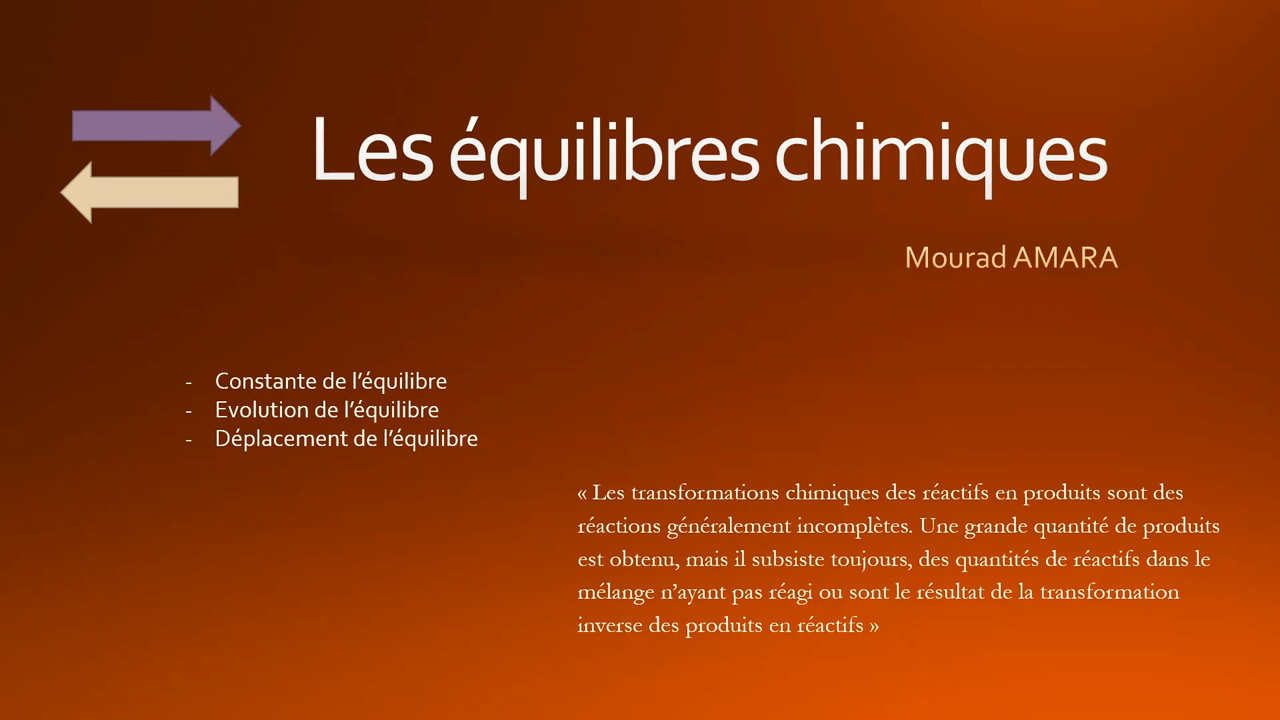 Les équilibres chimiques
Mourad AMARA
- Constante de l'équilibre
- Evolution de l'équilibre
- Déplacement de l'équilibre
« Les transformations chimiques des réactifs en produits sont des
réactions généralement incomplètes. Une grande quantité de produits
est obtenu, mais il subsiste toujours, des quantités de réactifs dans le
mélange n'ayant pas réagi ou sont le résultat de la transformation
inverse des produits en réactifs »